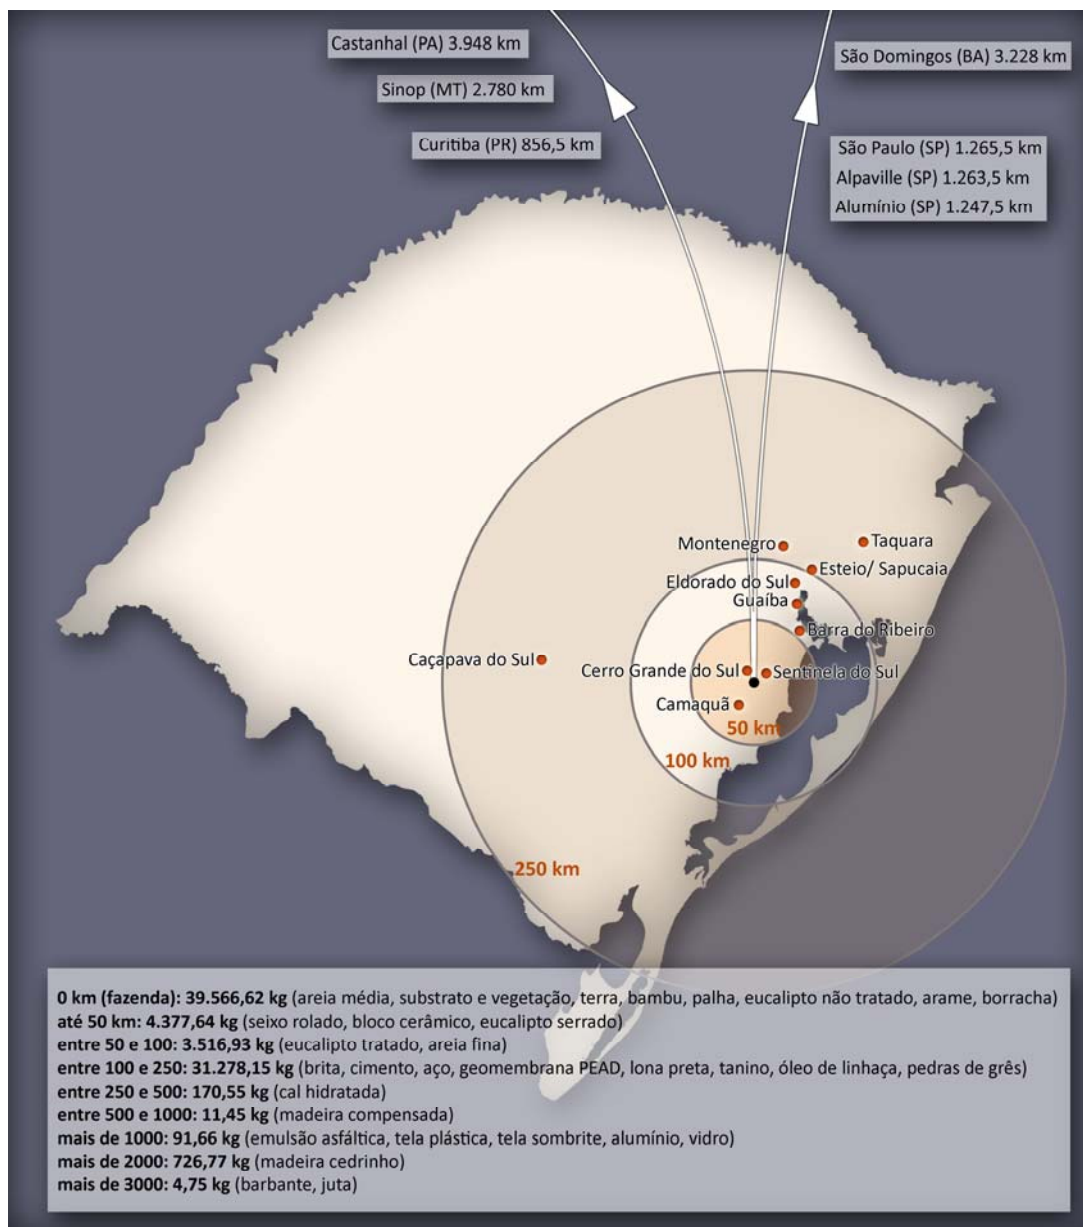 Castanhal (PA) 3.948 km
São Domingos (BA) 3.228 km
Sinop (MT) 2.780 km
Curitiba (PR) 856,5 km
São Paulo (SP) 1.265,5 km
Alpaville (SP) 1.263,5 km
Alumínio (SP) 1.247,5 km
Montenegro
Taquara
Esteio/ Sapucaia
Eldorado do Sul
Guaíba
Barra do Ribeiro
Caçapava do Sul
Cerro Grande do Sul
Sentinela do Sul
Camaquã
50 km
100 km
250 km
0 km (fazenda): 39.566,62 kg (areia média, substrato e vegetação, terra, bambu, palha, eucalipto não tratado, arame, borracha)
até 50 km: 4.377,64 kg (seixo rolado, bloco cerâmico, eucalipto serrado)
entre 50 e 100: 3.516,93 kg (eucalipto tratado, areia fina)
entre 100 e 250: 31.278,15 kg (brita, cimento, aço, geomembrana PEAD, lona preta, tanino, óleo de linhaça, pedras de grês)
entre 250 e 500: 170,55 kg (cal hidratada)
entre 500 e 1000: 11,45 kg (madeira compensada)
mais de 1000: 91,66 kg (emulsão asfáltica, tela plástica, tela sombrite, alumínio, vidro)
mais de 2000: 726,77 kg (madeira cedrinho)
mais de 3000: 4,75 kg (barbante, juta)